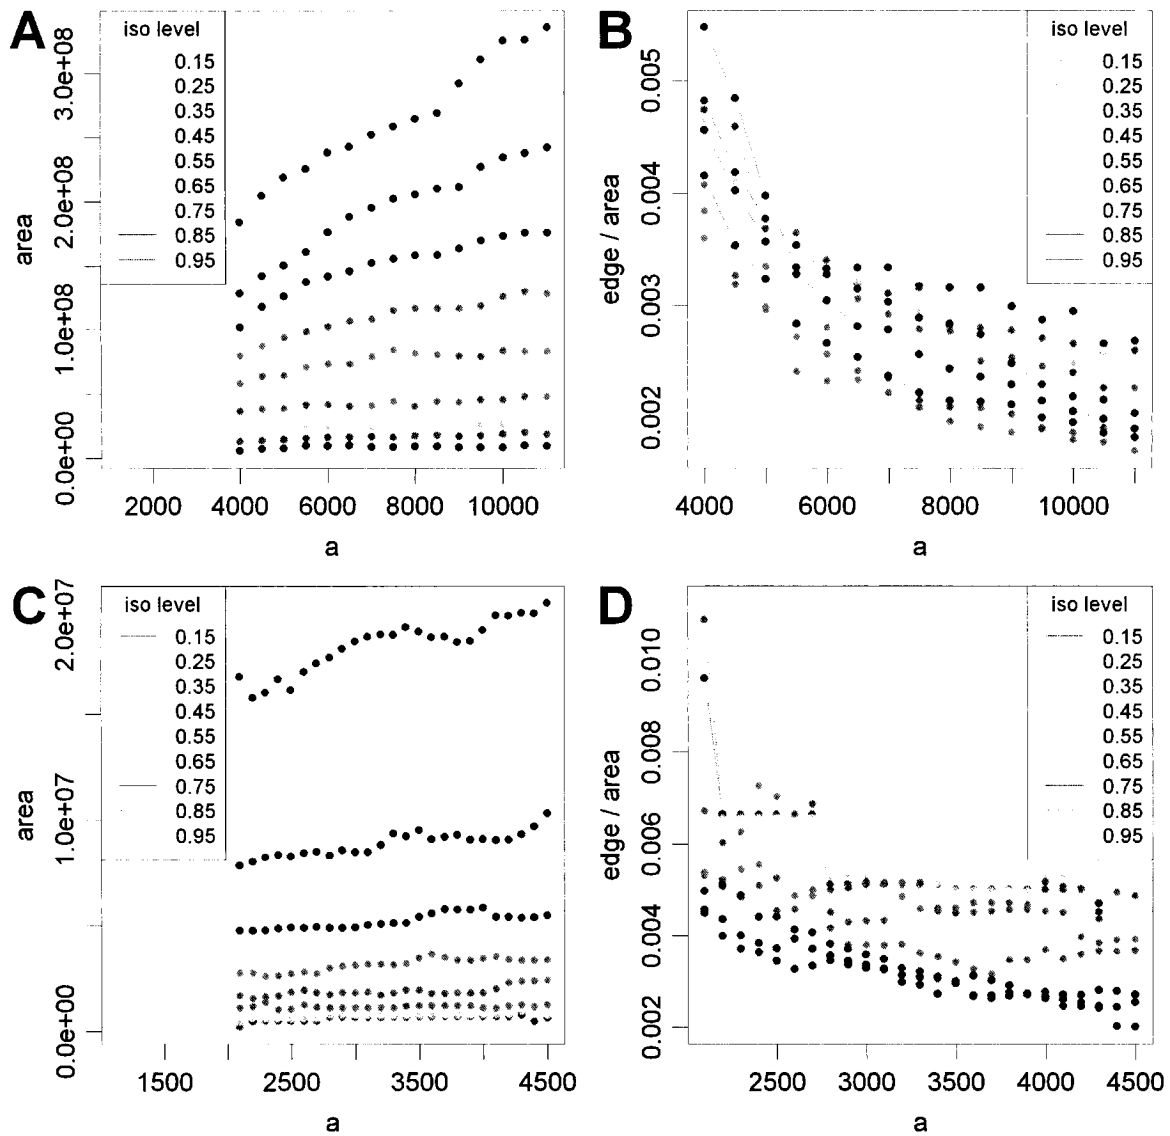 A
iso level
0.15
0.25
0.35
0.45
0.55
0.65
0.75
0.85
0.95
area
3.0e+08
2.0e+08
1.0e+08
0.0e+00
2000 4000 6000 8000 10000
a
B
iso level
0.15
0.25
0.35
0.45
0.55
0.65
0.75
0.85
0.95
edge / area
0.005
0.004
0.003
0.002
4000 6000 8000 10000
a
C
iso level
0.15
0.25
0.35
0.45
0.55
0.65
0.75
0.85
0.95
area
2.0e+07
1.0e+07
0.0e+00
1500 2500 3500 4500
a
D
iso level
0.15
0.25
0.35
0.45
0.55
0.65
0.75
0.85
0.95
edge / area
0.010
0.008
0.006
0.004
0.002
2500 3000 3500 4000 4500
a